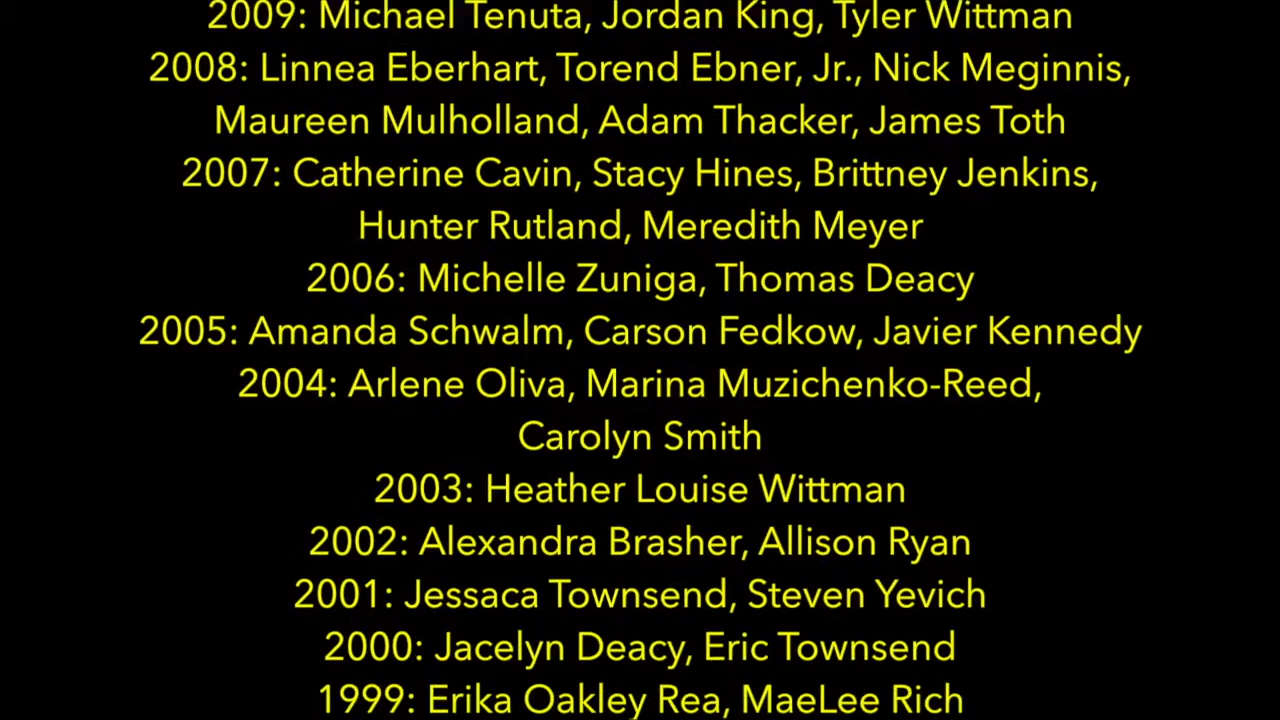 2009: Michael Tenuta, Jordan King, Tyler Wittman
2008: Linnea Eberhart, Torend Ebner, Jr., Nick Meginnis,
Maureen Mulholland, Adam Thacker, James Toth
2007: Catherine Cavin, Stacy Hines, Brittney Jenkins,
Hunter Rutland, Meredith Meyer
2006: Michelle Zuniga, Thomas Deacy
2005: Amanda Schwalm, Carson Fedkow, Javier Kennedy
2004: Arlene Oliva, Marina Muzichenko-Reed,
Carolyn Smith
2003: Heather Louise Wittman
2002: Alexandra Brasher, Allison Ryan
2001: Jessaca Townsend, Steven Yevich
2000: Jacelyn Deacy, Eric Townsend
1999: Erika Oakley Rea, MaeLee Rich